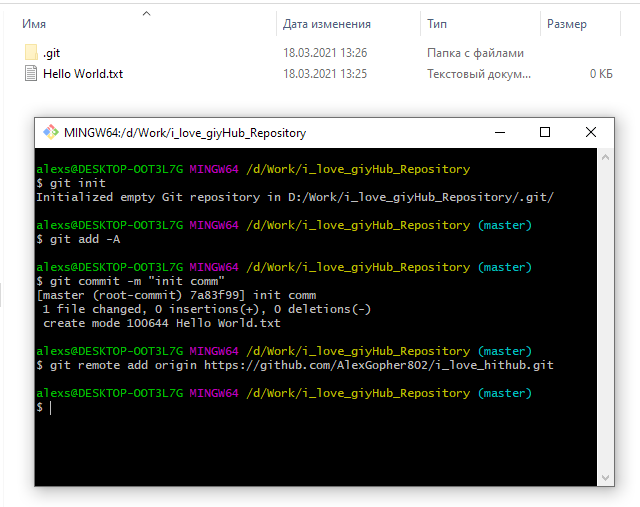 Имя Дата изменения Тип Размер
.git 18.03.2021 13:26 Папка с файлами
Hello World.txt 18.03.2021 13:25 Текстовый докум... 0 КБ
MINGW64:/d/Work/i_love_giyHub_Repository
alexs@DESKTOP-OOT3L7G MINGW64 /d/Work/i_love_giyHub_Repository
$ git init
Initialized empty Git repository in D:/Work/i_love_giyHub_Repository/.git/
alexs@DESKTOP-OOT3L7G MINGW64 /d/Work/i_love_giyHub_Repository (master)
$ git add -A
alexs@DESKTOP-OOT3L7G MINGW64 /d/Work/i_love_giyHub_Repository (master)
$ git commit -m "init comm"
[master (root-commit) 7a83f99] init comm
1 file changed, 0 insertions(+), 0 deletions(-)
create mode 100644 Hello World.txt
alexs@DESKTOP-OOT3L7G MINGW64 /d/Work/i_love_giyHub_Repository (master)
$ git remote add origin https://github.com/AlexGopher802/i_love_hithub.git
alexs@DESKTOP-OOT3L7G MINGW64 /d/Work/i_love_giyHub_Repository (master)
$